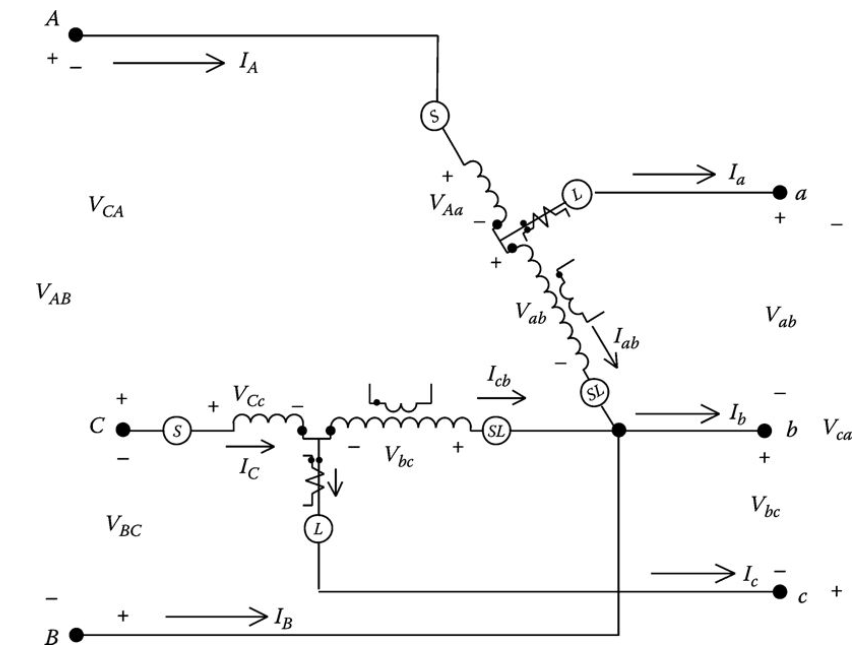 A
+ − I_A
S
+
V_Aa
−
L
I_a
a
+ −
V_CA
+
V_AB
V_ab
I_ab
V_ab
−
SL
−
+
V_Cc
+ −
I_cb
C
S
SL
I_b
b
V_ca
−
I_C
− V_bc +
+
V_BC
L
V_bc
−
I_c
−
c +
+ I_B
B